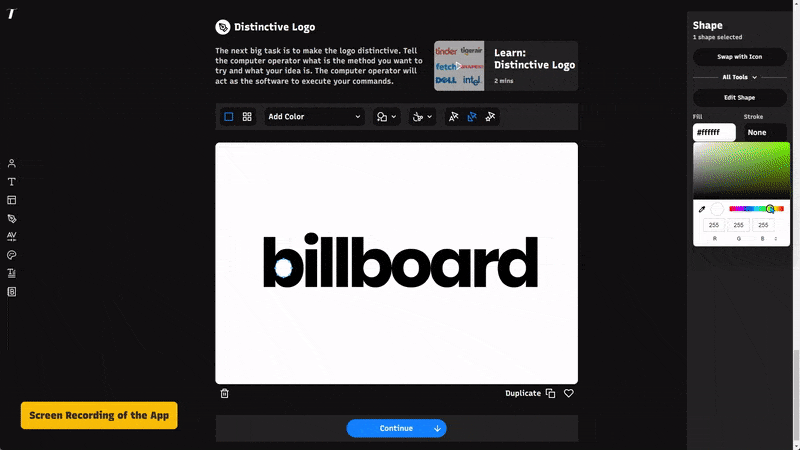 T
Distinctive Logo
The next big task is to make the logo distinctive. Tell
the computer operator what is the method you want to
try and what your idea is. The computer operator will
act as the software to execute your commands.
tinder tigerair
fetch
DELL intel
Learn:
Distinctive Logo
2 mins
Add Color
billboard
Duplicate
Continue
Screen Recording of the App
Shape
1 shape selected
Swap with Icon
All Tools
Edit Shape
Fill Stroke
#ffffff None
255 255 255
R G B